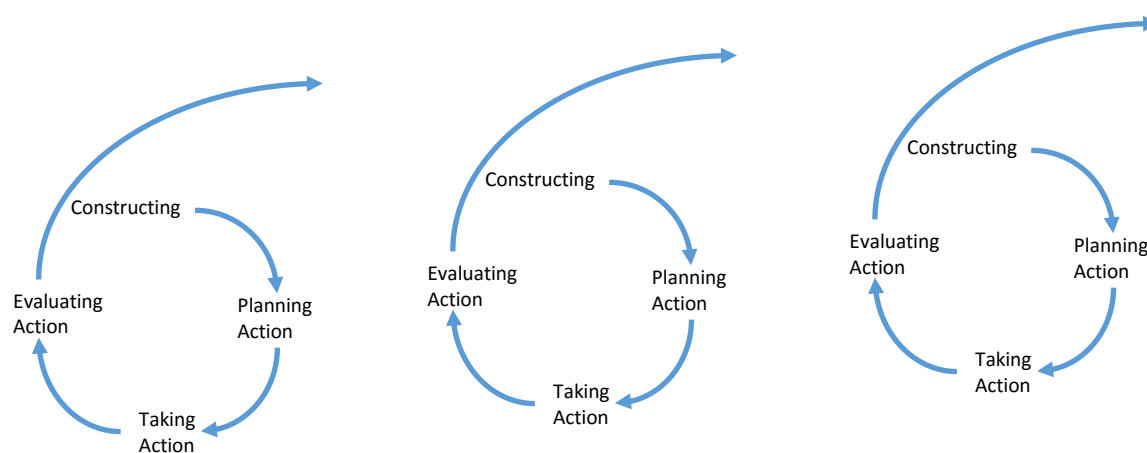 Constructing
Planning
Action
Taking
Action
Evaluating
Action
Constructing
Planning
Action
Taking
Action
Evaluating
Action
Constructing
Planning
Action
Taking
Action
Evaluating
Action